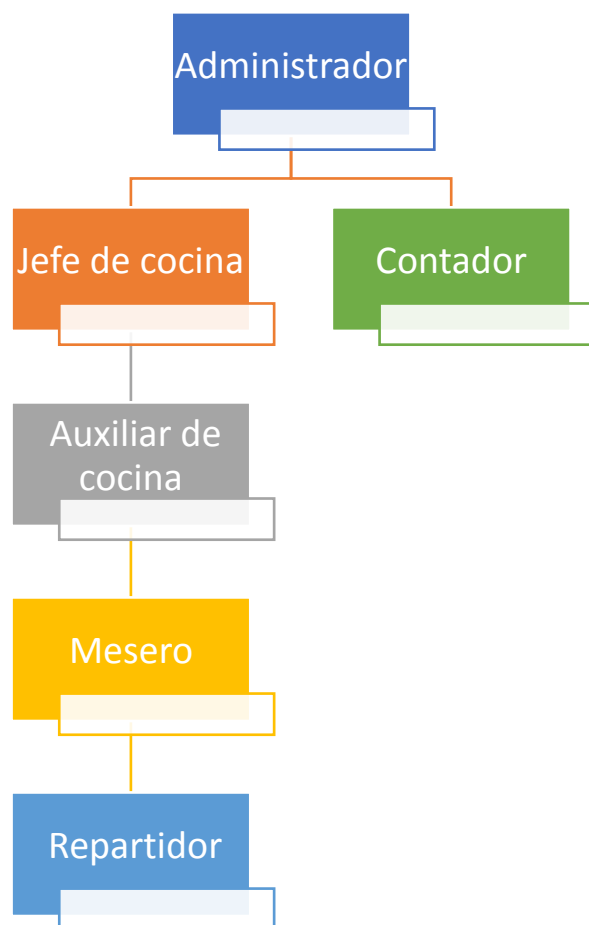 Administrador
Jefe de cocina
Contador
Auxiliar de
cocina
Mesero
Repartidor